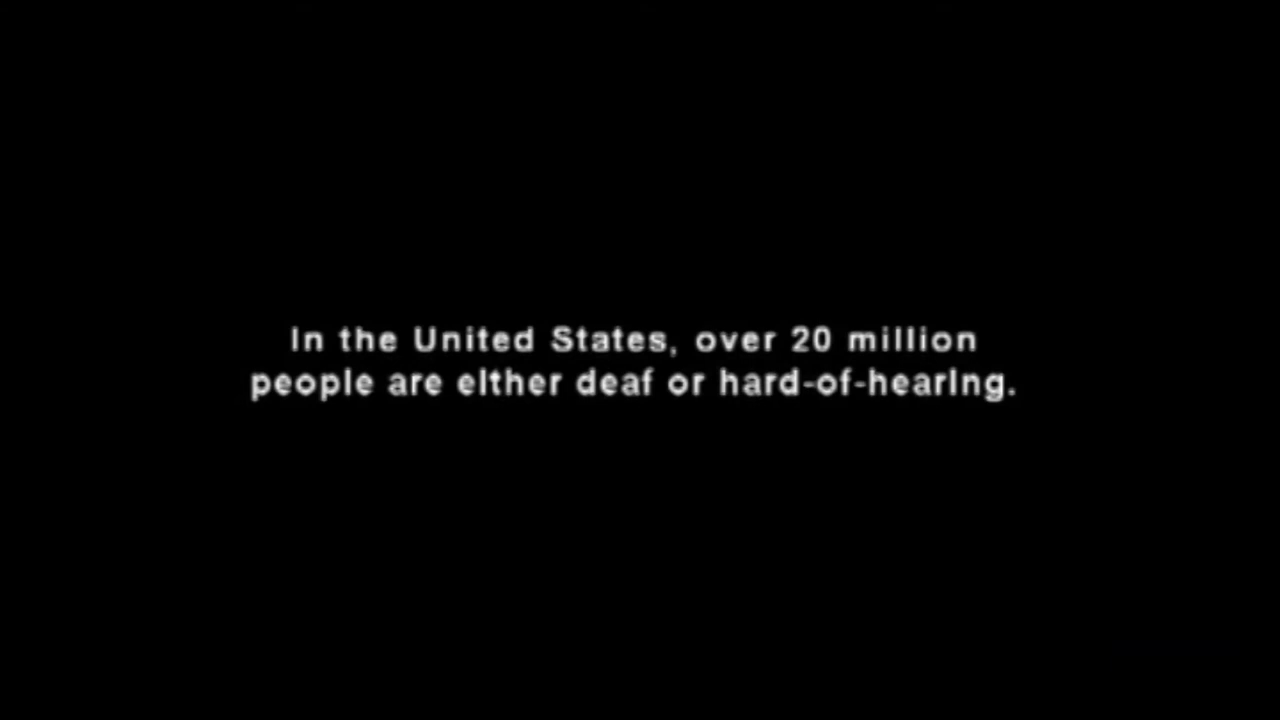 In the United States, over 20 million
people are either deaf or hard-of-hearing.